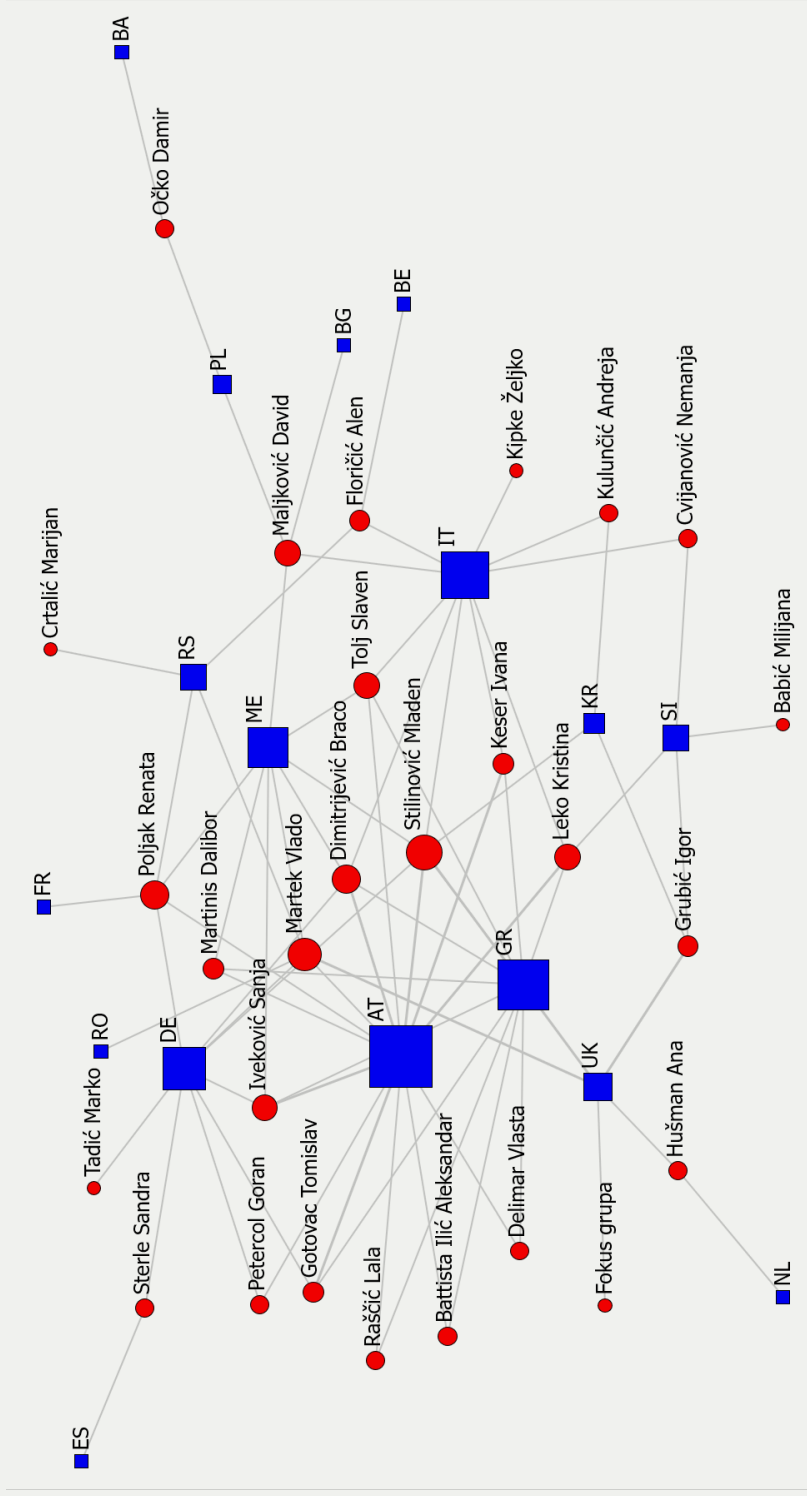 BA
Očko Damir
BE
BG
PL
Kipke Željko
Kulunčić Andreja
Cvijanović Nemanja
Floričić Alen
Maljković David
IT
Crtalić Marijan
RS
Tolj Slaven
Keser Ivana
KR
SI
Babić Milijana
ME
Dimitrijević Braco
Stilinović Mladen
Leko Kristina
Poljak Renata
Martinis Dalibor
Martek Vlado
Grubić Igor
FR
GR
RO
DE
AT
Iveković Sanja
UK
Tadić Marko
Hušman Ana
Sterle Sandra
Petercol Goran
Gotovac Tomislav
Raščić Lala
Battista Ilić Aleksandar
Delimar Vlasta
Fokus grupa
NL
ES